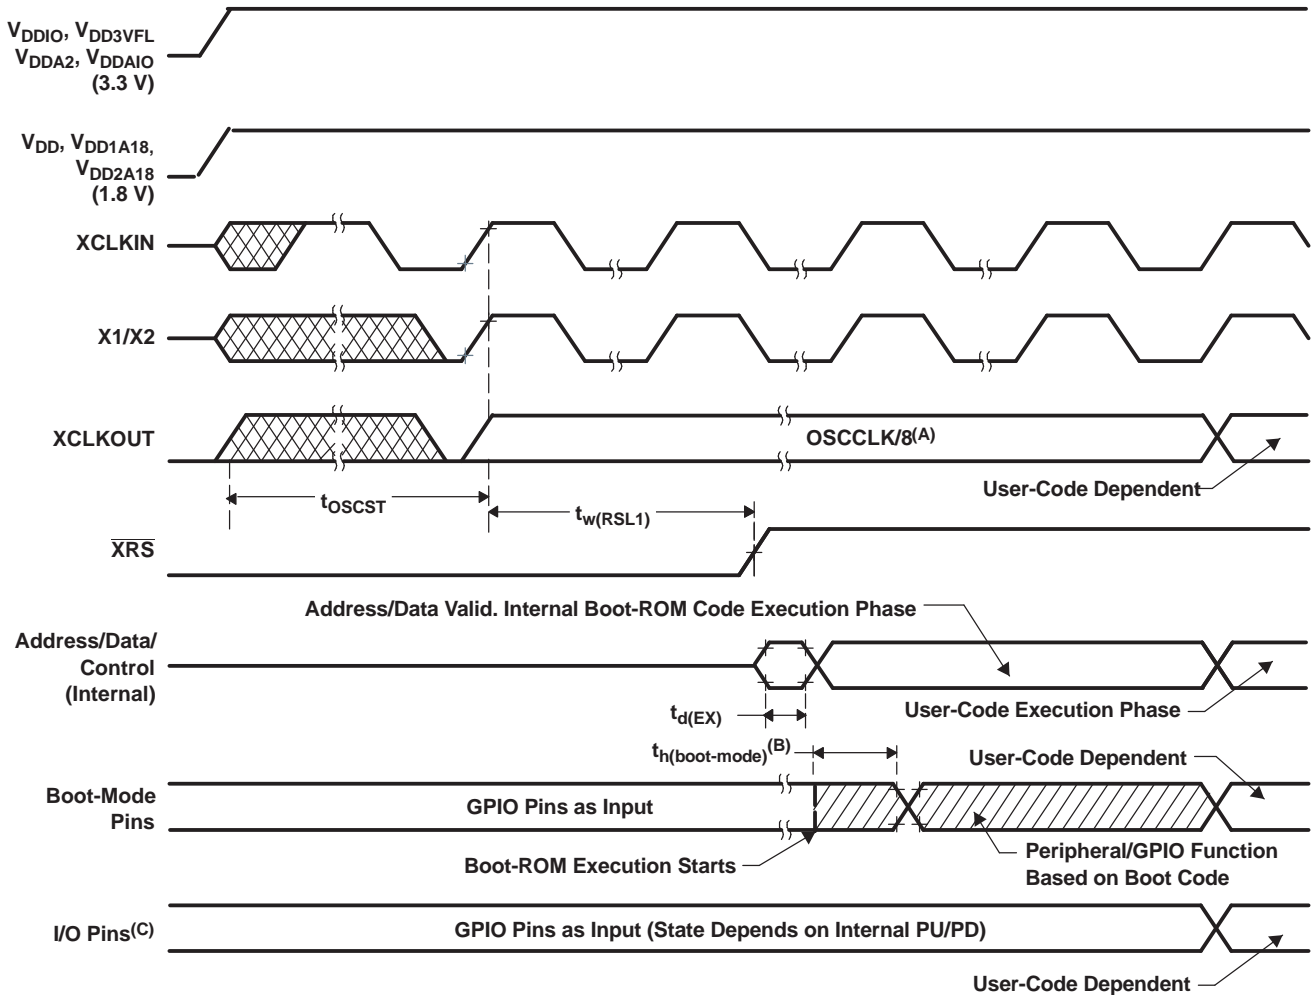 VDDIO, VDD3VFL
VDDA2, VDDAIO
(3.3 V)
VDD, VDD1A18,
VDD2A18
(1.8 V)
XCLKIN
X1/X2
XCLKOUT
OSCCLK/8(A)
User-Code Dependent
tOSCST
tw(RSL1)
XRS
Address/Data Valid. Internal Boot-ROM Code Execution Phase
Address/Data/
Control
(Internal)
td(EX)
User-Code Execution Phase
th(boot-mode)(B)
User-Code Dependent
Boot-Mode
Pins
GPIO Pins as Input
Boot-ROM Execution Starts
Peripheral/GPIO Function
Based on Boot Code
I/O Pins(C)
GPIO Pins as Input (State Depends on Internal PU/PD)
User-Code Dependent